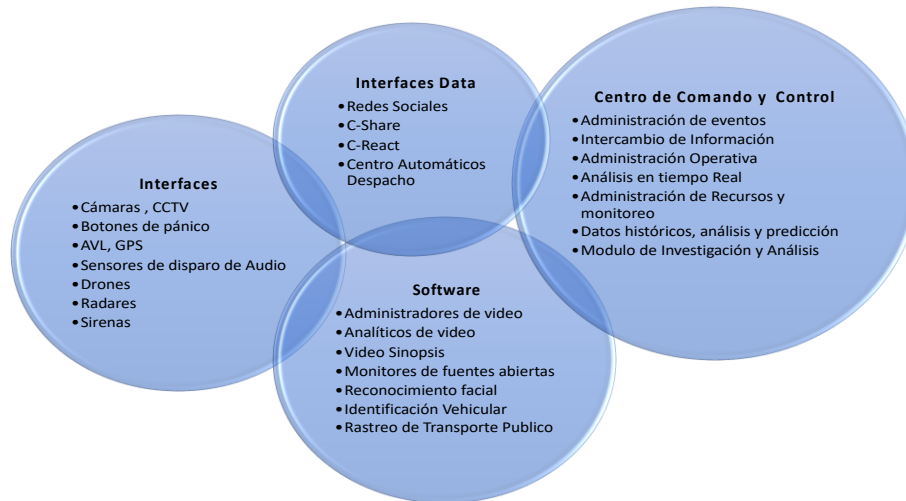 Interfaces Data
•Redes Sociales
•C-Share
•C-React
•Centro Automáticos
Despacho
Centro de Comando y Control
•Administración de eventos
•Intercambio de Información
•Administración Operativa
•Análisis en tiempo Real
•Administración de Recursos y
monitoreo
•Datos históricos, análisis y predicción
•Modulo de Investigación y Análisis
Interfaces
•Cámaras , CCTV
•Botones de pánico
•AVL, GPS
•Sensores de disparo de Audio
•Drones
•Radares
•Sirenas
Software
•Administradores de video
•Analíticos de video
•Video Sinopsis
•Monitores de fuentes abiertas
•Reconocimiento facial
•Identificación Vehicular
•Rastreo de Transporte Publico